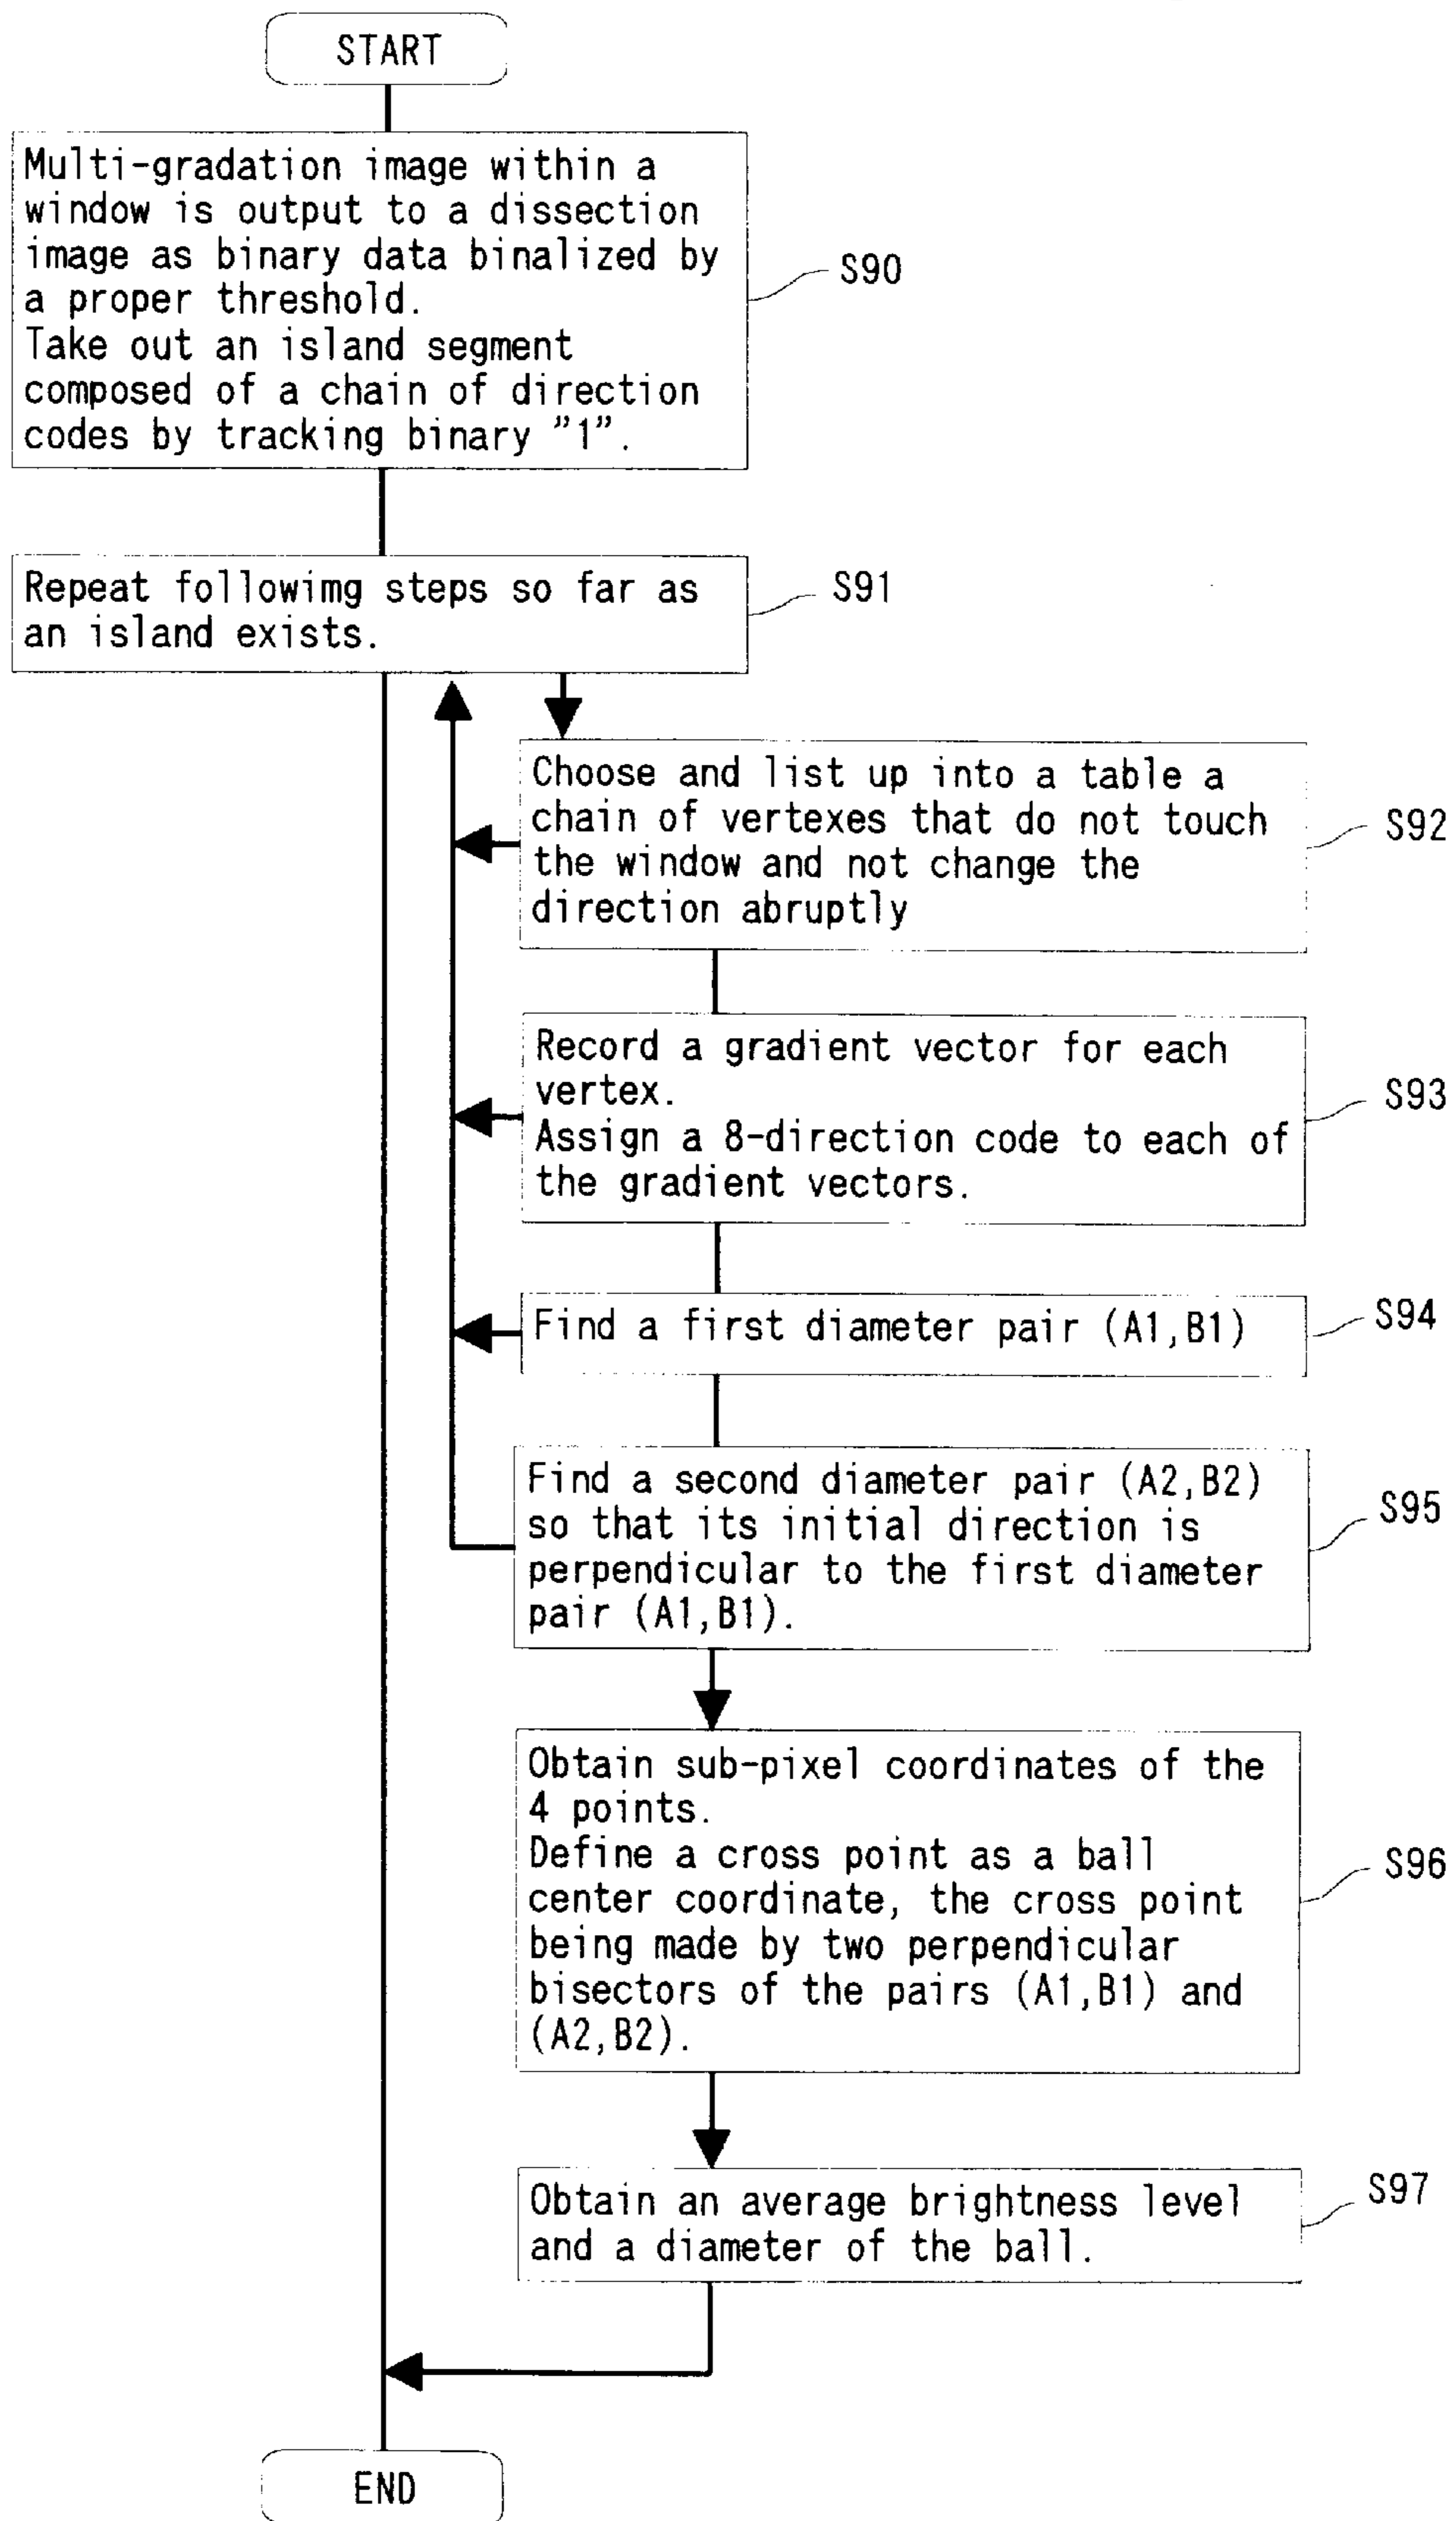 START
Multi-gradation image within a
window is output to a dissection
image as binary data binalized by
a proper threshold.
Take out an island segment
composed of a chain of direction
codes by tracking binary ”1”.
S90
Repeat followimg steps so far as
an island exists.
S91
Choose and list up into a table a
chain of vertexes that do not touch
the window and not change the
direction abruptly
S92
Record a gradient vector for each
vertex.
Assign a 8-direction code to each of
the gradient vectors.
S93
Find a first diameter pair (A1,B1)
S94
Find a second diameter pair (A2,B2)
so that its initial direction is
perpendicular to the first diameter
pair (A1,B1).
S95
Obtain sub-pixel coordinates of the
4 points.
Define a cross point as a ball
center coordinate, the cross point
being made by two perpendicular
bisectors of the pairs (A1,B1) and
(A2,B2).
S96
Obtain an average brightness level
and a diameter of the ball.
S97
END